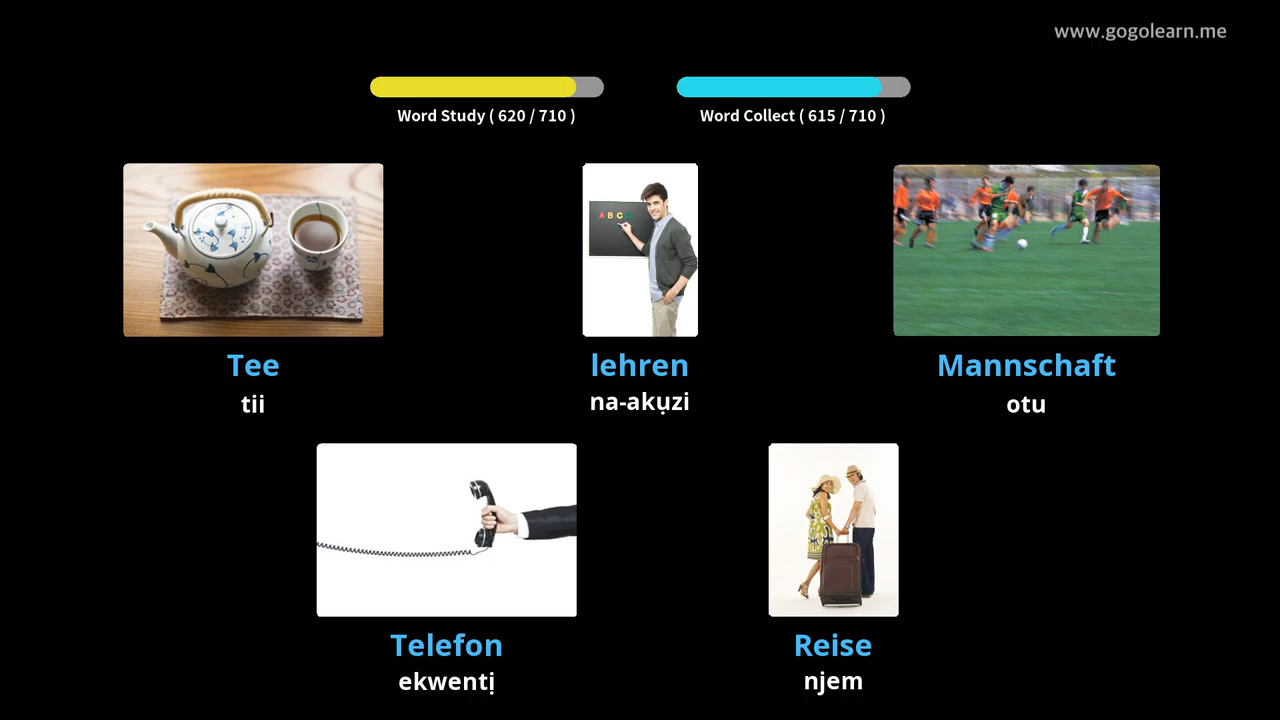 www.gogolearn.me
Word Study ( 620 / 710 )
Word Collect ( 615 / 710 )
A B C
Tee
tii
lehren
na-akụzi
Mannschaft
otu
Telefon
ekwentị
Reise
njem